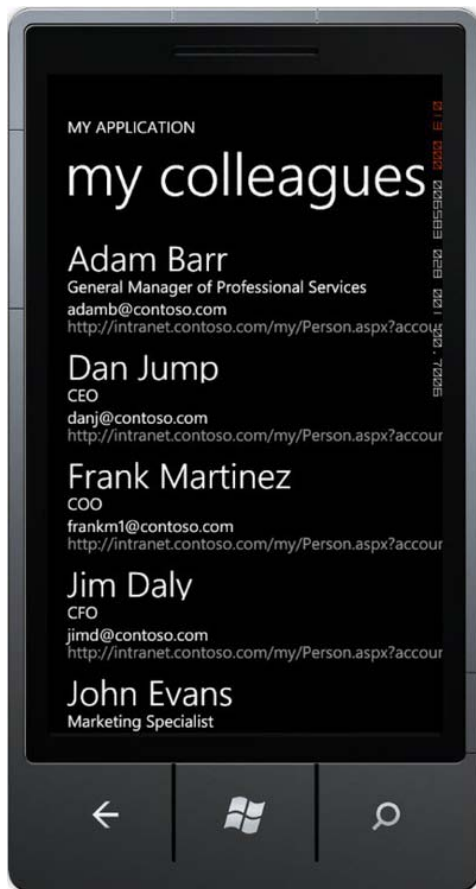 MY APPLICATION
my colleagues
Adam Barr
General Manager of Professional Services
adamb@contoso.com
http://intranet.contoso.com/my/Person.aspx?accou
Dan Jump
CEO
danj@contoso.com
http://intranet.contoso.com/my/Person.aspx?accour
Frank Martinez
COO
frankm1@contoso.com
http://intranet.contoso.com/my/Person.aspx?accour
Jim Daly
CFO
jimd@contoso.com
http://intranet.contoso.com/my/Person.aspx?accour
John Evans
Marketing Specialist